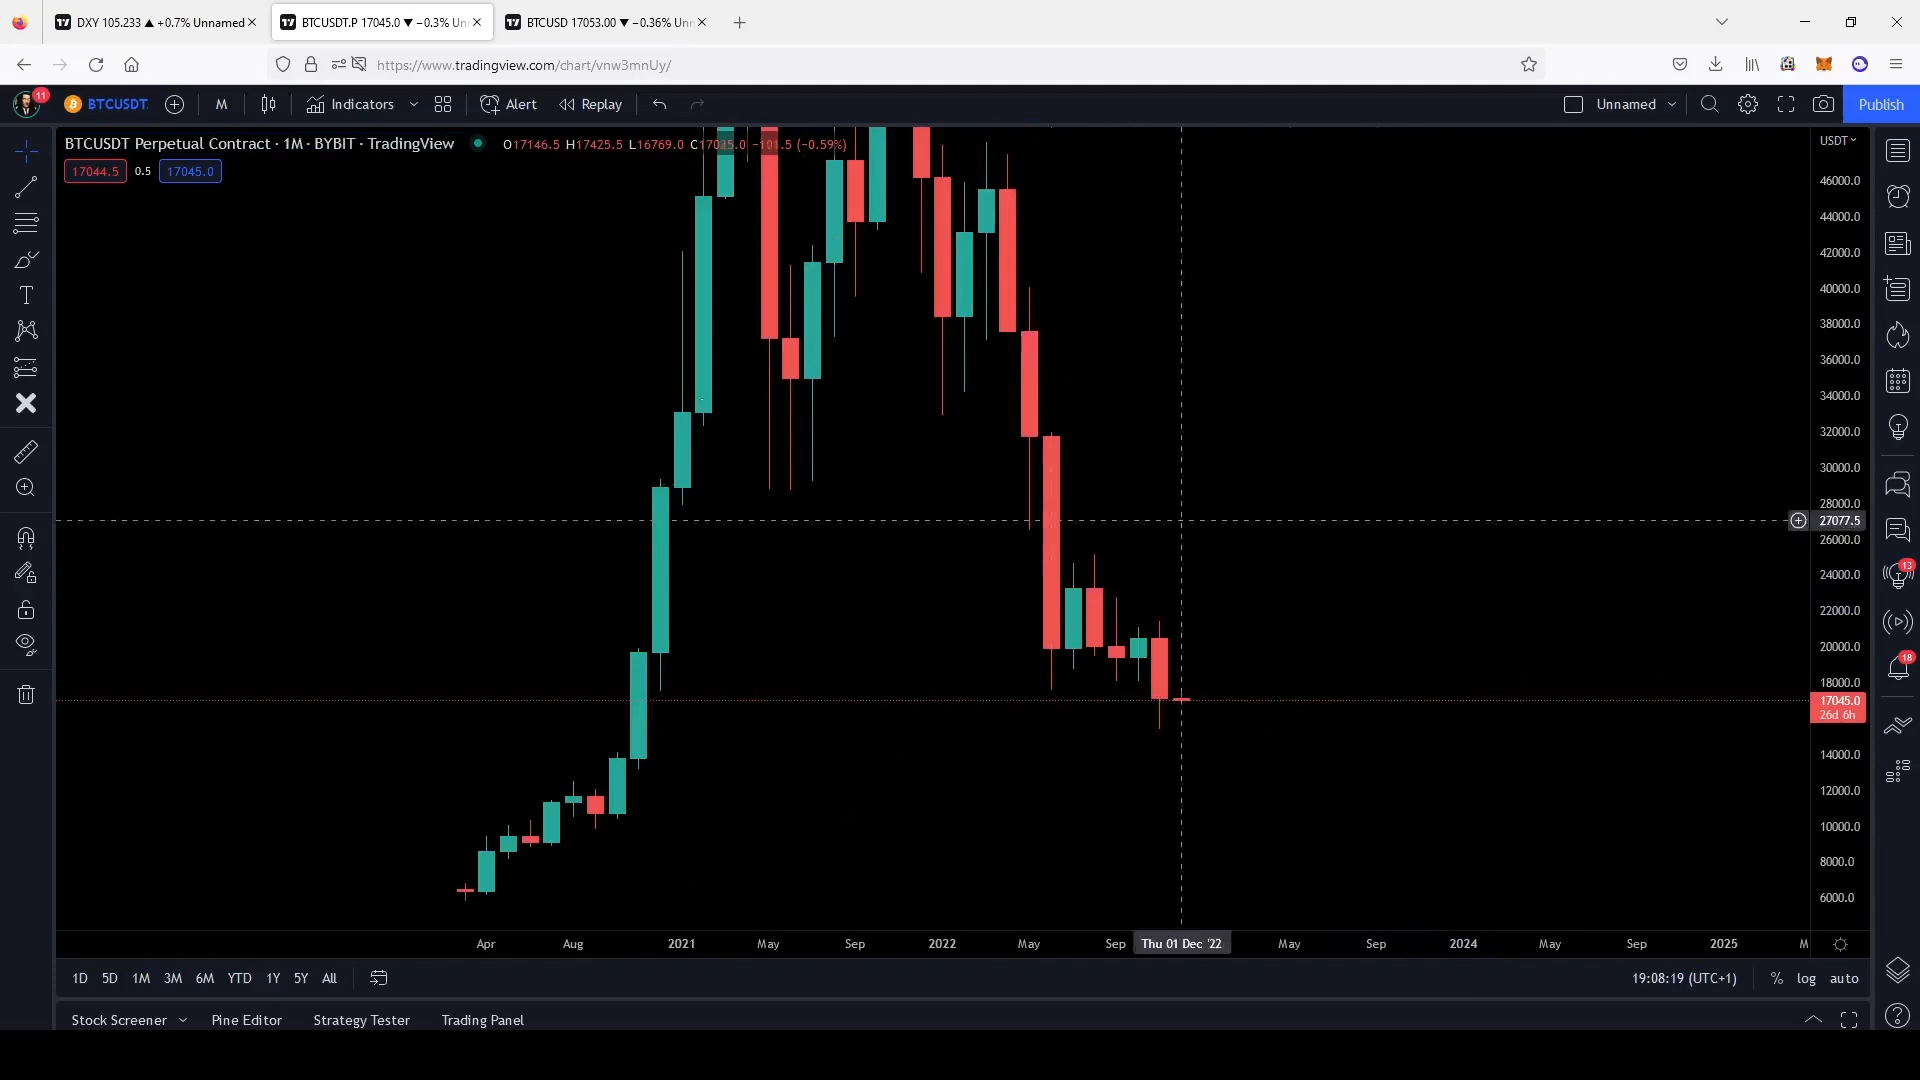 DXY 105.233 ▲ +0.7% Unnamed
BTCUSDT.P 17045.0 ▼ −0.3% Un
BTCUSD 17053.00 ▼ −0.36% Unn
https://www.tradingview.com/chart/vnw3mnUy/
11
BTCUSDT
M
Indicators
Alert
Replay
Unnamed
Publish
BTCUSDT Perpetual Contract · 1M · BYBIT · TradingView
O17146.5 H17425.5 L16769.0 C17045.0 −101.5 (−0.59%)
USDT
17044.5 0.5 17045.0
46000.0
44000.0
42000.0
40000.0
38000.0
36000.0
34000.0
32000.0
30000.0
28000.0
27077.5
26000.0
24000.0
22000.0
20000.0
18000.0
17045.0
26d 6h
14000.0
12000.0
10000.0
8000.0
6000.0
13
18
Apr Aug 2021 May Sep 2022 May Sep Thu 01 Dec '22 May Sep 2024 May Sep 2025 M
1D 5D 1M 3M 6M YTD 1Y 5Y All
19:08:19 (UTC+1) % log auto
Stock Screener Pine Editor Strategy Tester Trading Panel